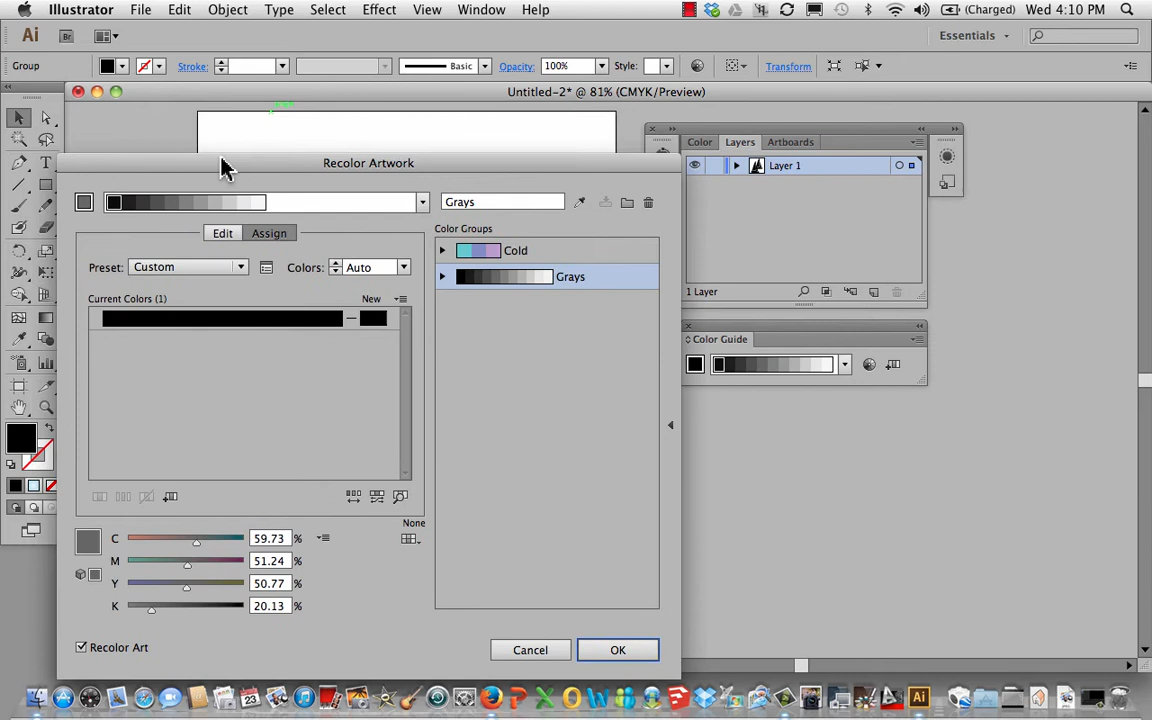 Illustrator File Edit Object Type Select Effect View Window Help (Charged) Wed 4:10 PM
Ai Br Essentials
Group Stroke: Basic Opacity: 100% Style: Transform
Untitled-2* @ 81% (CMYK/Preview)
Color Layers Artboards
Layer 1
1 Layer
Color Guide
Recolor Artwork
Grays
Edit Assign
Color Groups
Cold
Grays
Preset: Custom Colors: Auto
Current Colors (1) New
None
C 59.73 %
M 51.24 %
Y 50.77 %
K 20.13 %
Recolor Art
Cancel OK